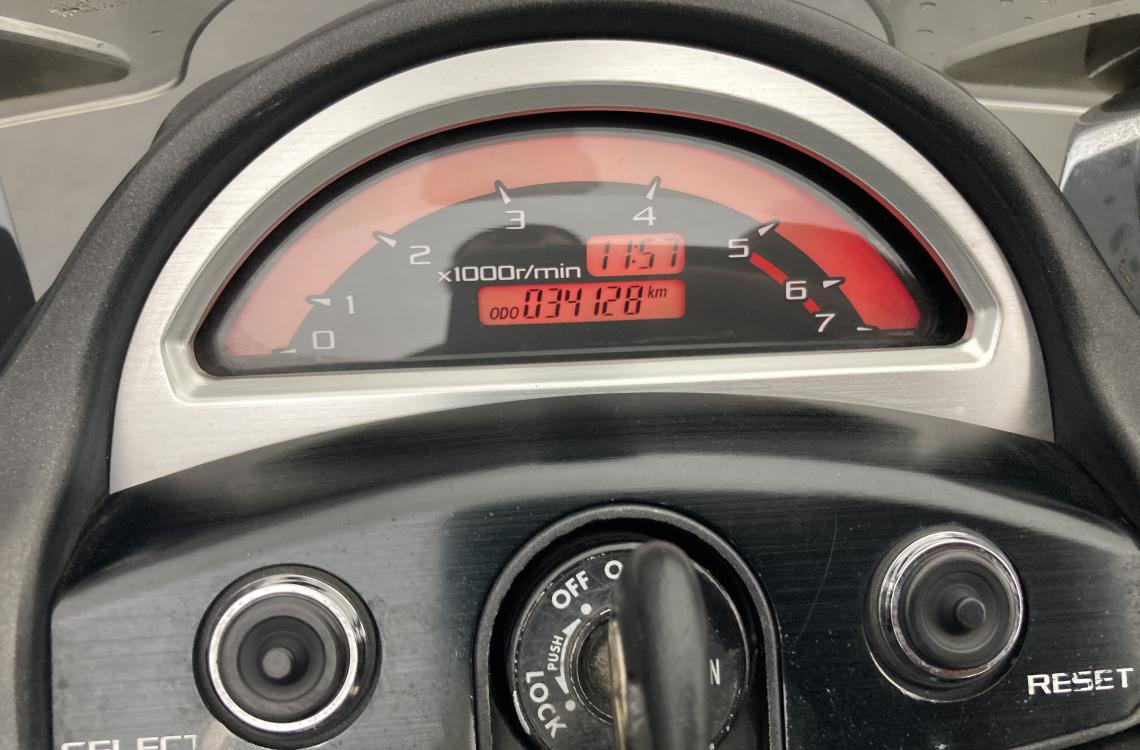 0 1 2 3 4 5 6 7
x1000r/min 11:57
ODO 034128 km
OFF
PUSH
LOCK
SELECT
RESET